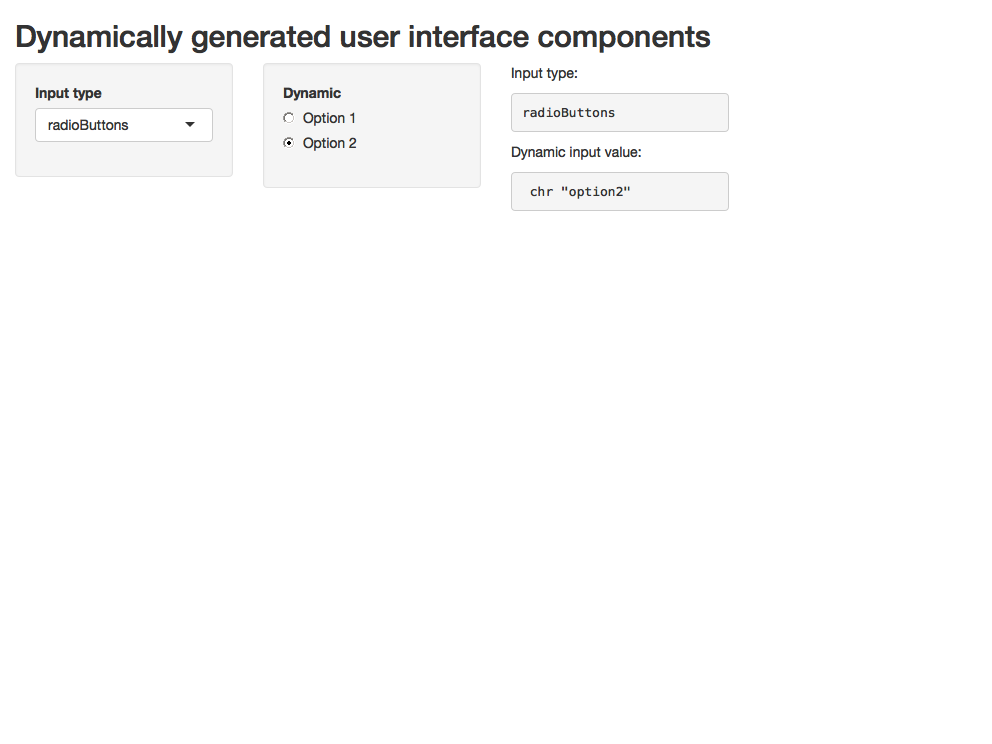 Dynamically generated user interface components
Input type
radioButtons
Dynamic
Option 1
Option 2
Input type:
radioButtons
Dynamic input value:
chr "option2"